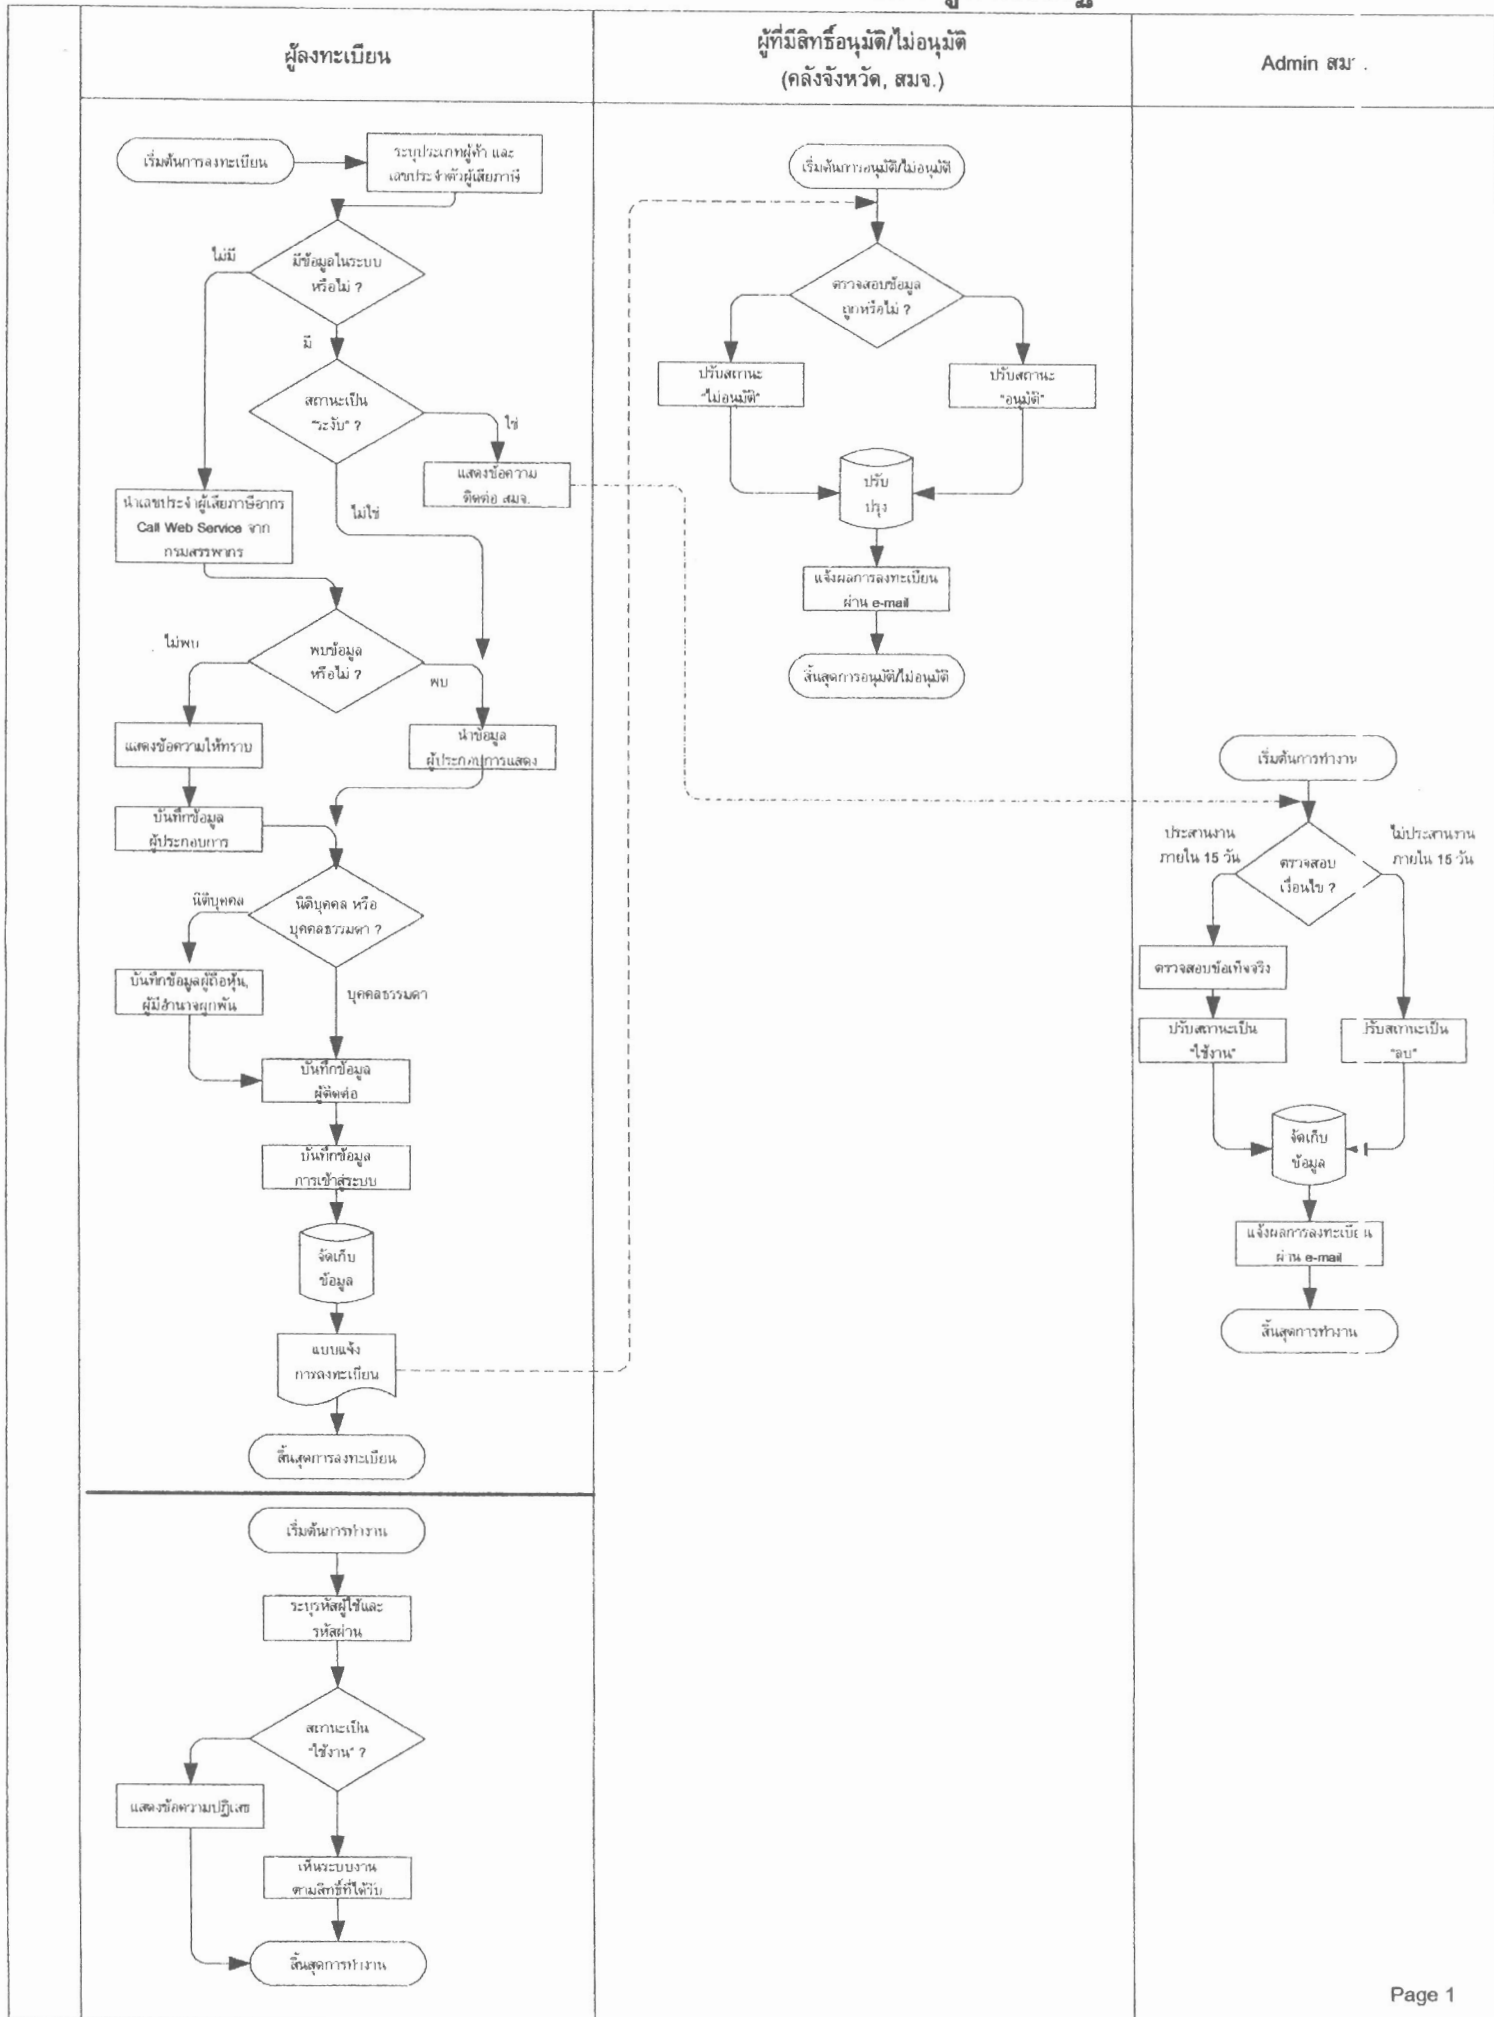 ผู้ลงทะเบียน
ผู้ที่มีสิทธิ์อนุมัติ/ไม่อนุมัติ
(คลังจังหวัด, สมจ.)
Admin
เริ่มต้นการลงทะเบียน
ระบุประเภทผู้ค้า และ
เลขประจำตัวผู้เสียภาษี
มีข้อมูลในระบบ
หรือไม่ ?
ไม่มี
มี
สถานะเป็น
"ระงับ" ?
ใช่
ไม่ใช่
แสดงข้อความ
ติดต่อ สมจ.
นำเลขประจำผู้เสียภาษีอากร
Call Web Service จาก
กรมสรรพากร
พบข้อมูล
หรือไม่ ?
ไม่พบ
พบ
แสดงข้อความให้ทราบ
นำข้อมูล
ผู้ประกอบการแสดง
บันทึกข้อมูล
ผู้ประกอบการ
นิติบุคคล หรือ
บุคคลธรรมดา ?
นิติบุคคล
บุคคลธรรมดา
บันทึกข้อมูลผู้ถือหุ้น,
ผู้มีอำนาจผูกพัน
บันทึกข้อมูล
ผู้ติดต่อ
บันทึกข้อมูล
การเข้าสู่ระบบ
จัดเก็บ
ข้อมูล
แบบแจ้ง
การลงทะเบียน
สิ้นสุดการลงทะเบียน
เริ่มต้นการทำงาน
ระบุรหัสผู้ใช้และ
รหัสผ่าน
สถานะเป็น
"ใช้งาน" ?
แสดงข้อความปฏิเสธ
เห็นระบบงาน
ตามสิทธิ์ที่ได้รับ
สิ้นสุดการทำงาน
เริ่มต้นการอนุมัติ/ไม่อนุมัติ
ตรวจสอบข้อมูล
ถูกหรือไม่ ?
ปรับสถานะ
"ไม่อนุมัติ"
ปรับสถานะ
"อนุมัติ"
ปรับ
ปรุง
แจ้งผลการลงทะเบียน
ผ่าน e-mail
สิ้นสุดการอนุมัติ/ไม่อนุมัติ
เริ่มต้นการทำงาน
ประสานงาน
ภายใน 15 วัน
ไม่ประสานงาน
ภายใน 15 วัน
ตรวจสอบ
เงื่อนไข ?
ตรวจสอบข้อเท็จจริง
ปรับสถานะเป็น
"ใช้งาน"
ปรับสถานะเป็น
"ลบ"
จัดเก็บ
ข้อมูล
แจ้งผลการลงทะเบียน
ผ่าน e-mail
สิ้นสุดการทำงาน
Page 1